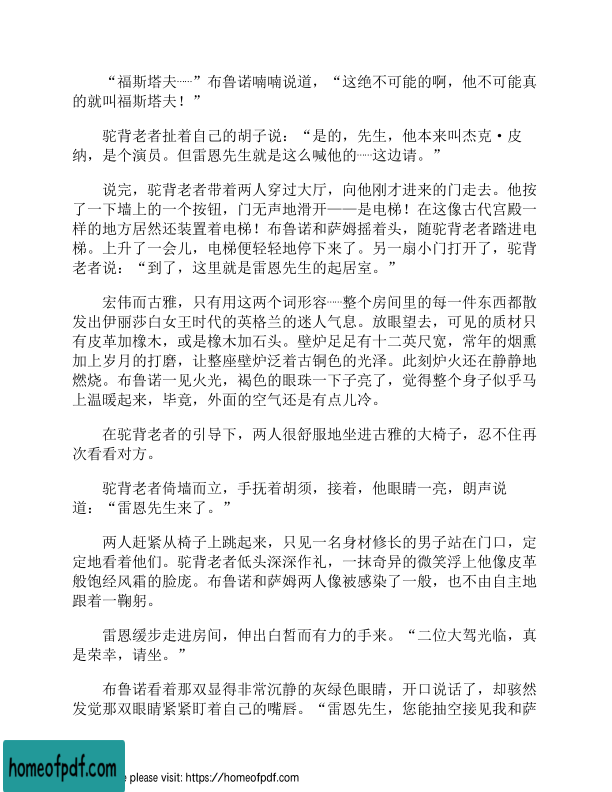 “福斯塔夫……”布鲁诺喃喃说道，“这绝不可能的啊，他不可能真
的就叫福斯塔夫！”
驼背老者扯着自己的胡子说：“是的，先生，他本来叫杰克·皮
纳，是个演员。但雷恩先生就是这么喊他的……这边请。”
说完，驼背老者带着两人穿过大厅，向他刚才进来的门走去。他按
了一下墙上的一个按钮，门无声地滑开——是电梯！在这像古代宫殿一
样的地方居然还装置着电梯！布鲁诺和萨姆摇着头，随驼背老者踏进电
梯。上升了一会儿，电梯便轻轻地停下来了。另一扇小门打开了，驼背
老者说：“到了，这里就是雷恩先生的起居室。”
宏伟而古雅，只有用这两个词形容……整个房间里的每一件东西都散
发出伊丽莎白女王时代的英格兰的迷人气息。放眼望去，可见的质材只
有皮革加橡木，或是橡木加石头。壁炉足足有十二英尺宽，常年的烟熏
加上岁月的打磨，让整座壁炉泛着古铜色的光泽。此刻炉火还在静静地
燃烧。布鲁诺一见火光，褐色的眼珠一下子亮了，觉得整个身子似乎马
上温暖起来，毕竟，外面的空气还是有点儿冷。
在驼背老者的引导下，两人很舒服地坐进古雅的大椅子，忍不住再
次看看对方。
驼背老者倚墙而立，手抚着胡须，接着，他眼睛一亮，朗声说
道：“雷恩先生来了。”
两人赶紧从椅子上跳起来，只见一名身材修长的男子站在门口，定
定地看着他们。驼背老者低头深深作礼，一抹奇异的微笑浮上他像皮革
般饱经风霜的脸庞。布鲁诺和萨姆两人像被感染了一般，也不由自主地
跟着一鞠躬。
雷恩缓步走进房间，伸出白皙而有力的手来。“二位大驾光临，真
是荣幸，请坐。”
布鲁诺看着那双显得非常沉静的灰绿色眼睛，开口说话了，却骇然
发觉那双眼睛紧紧盯着自己的嘴唇。“雷恩先生，您能抽空接见我和萨
homeofpdf.com
e please visit: https://homeofpdf.com